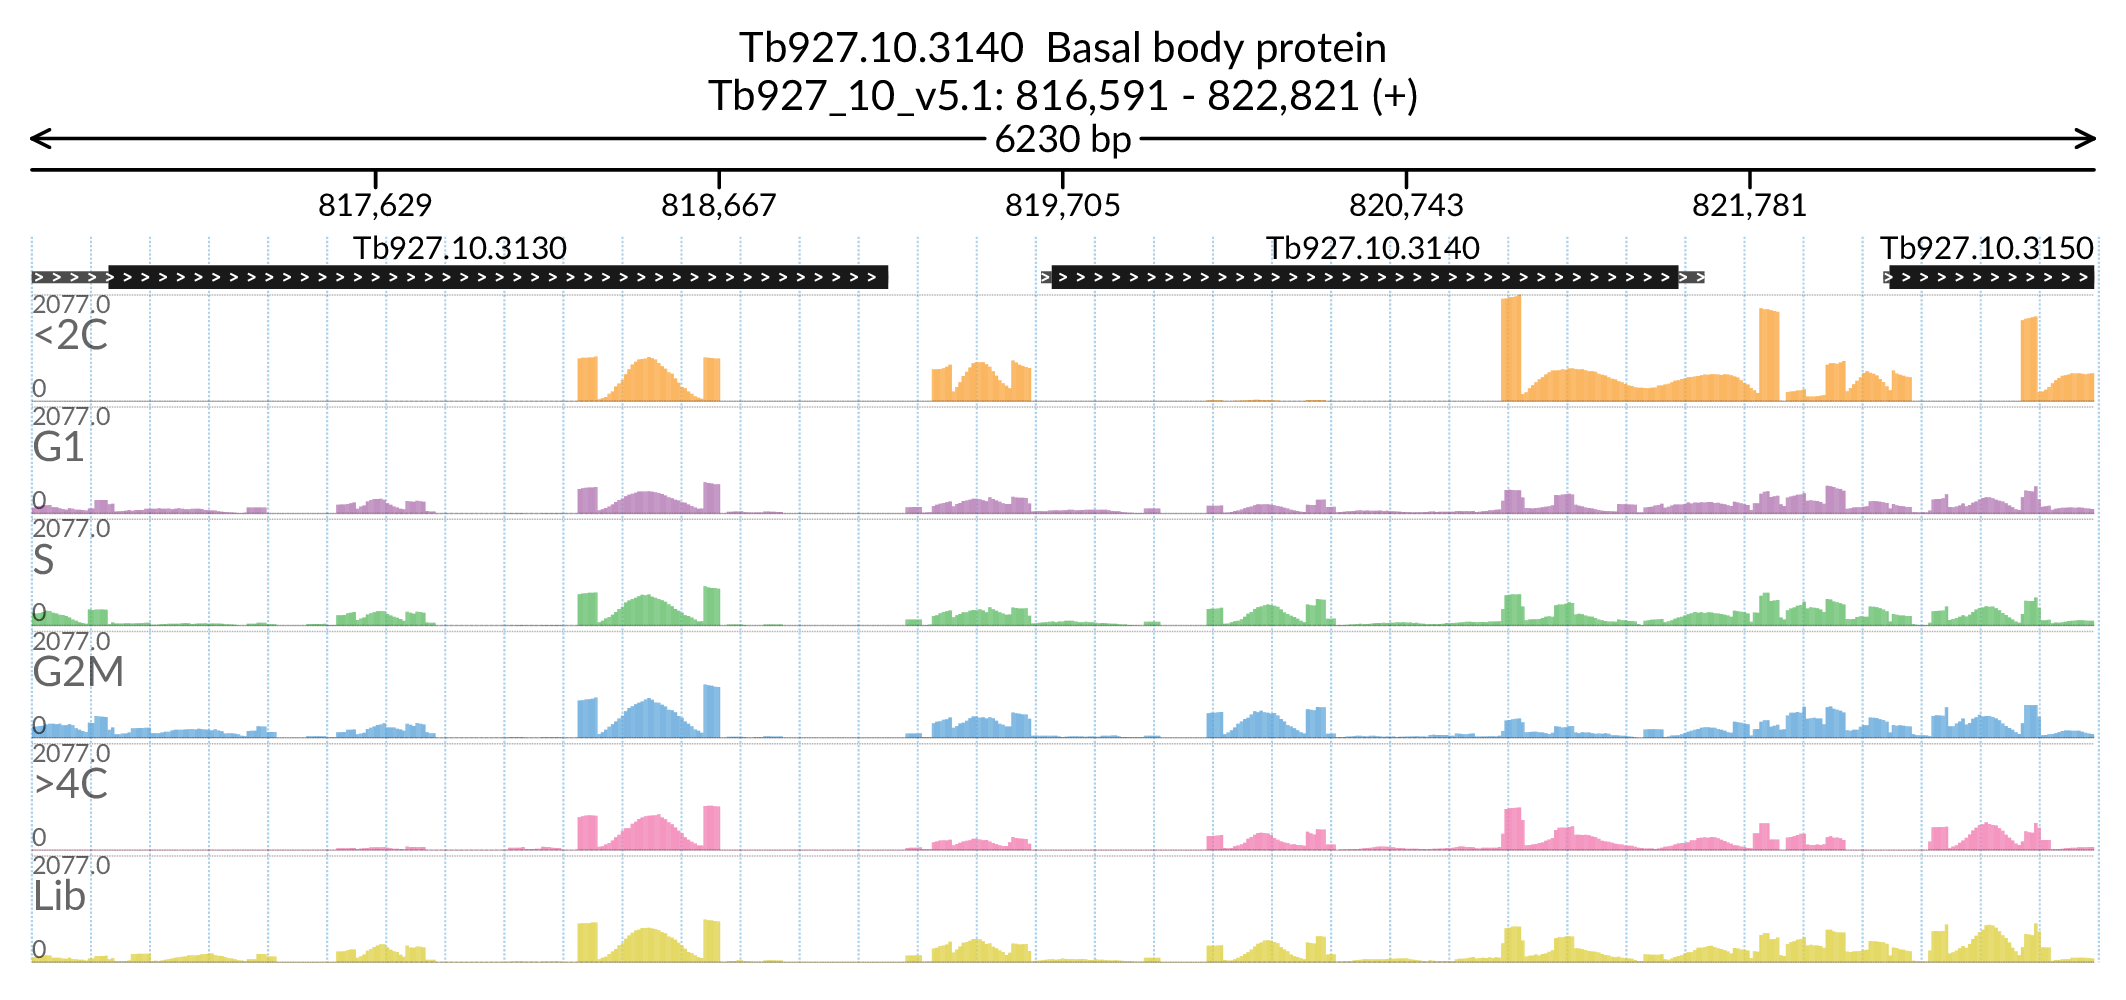 Tb927.10.3140  Basal body protein
Tb927_10_v5.1: 816,591 - 822,821 (+)
6230 bp
817,629 818,667 819,705 820,743 821,781
Tb927.10.3130 Tb927.10.3140 Tb927.10.3150
2077.0
<2C
0
2077.0
G1
0
2077.0
S
0
2077.0
G2M
0
2077.0
>4C
0
2077.0
Lib
0